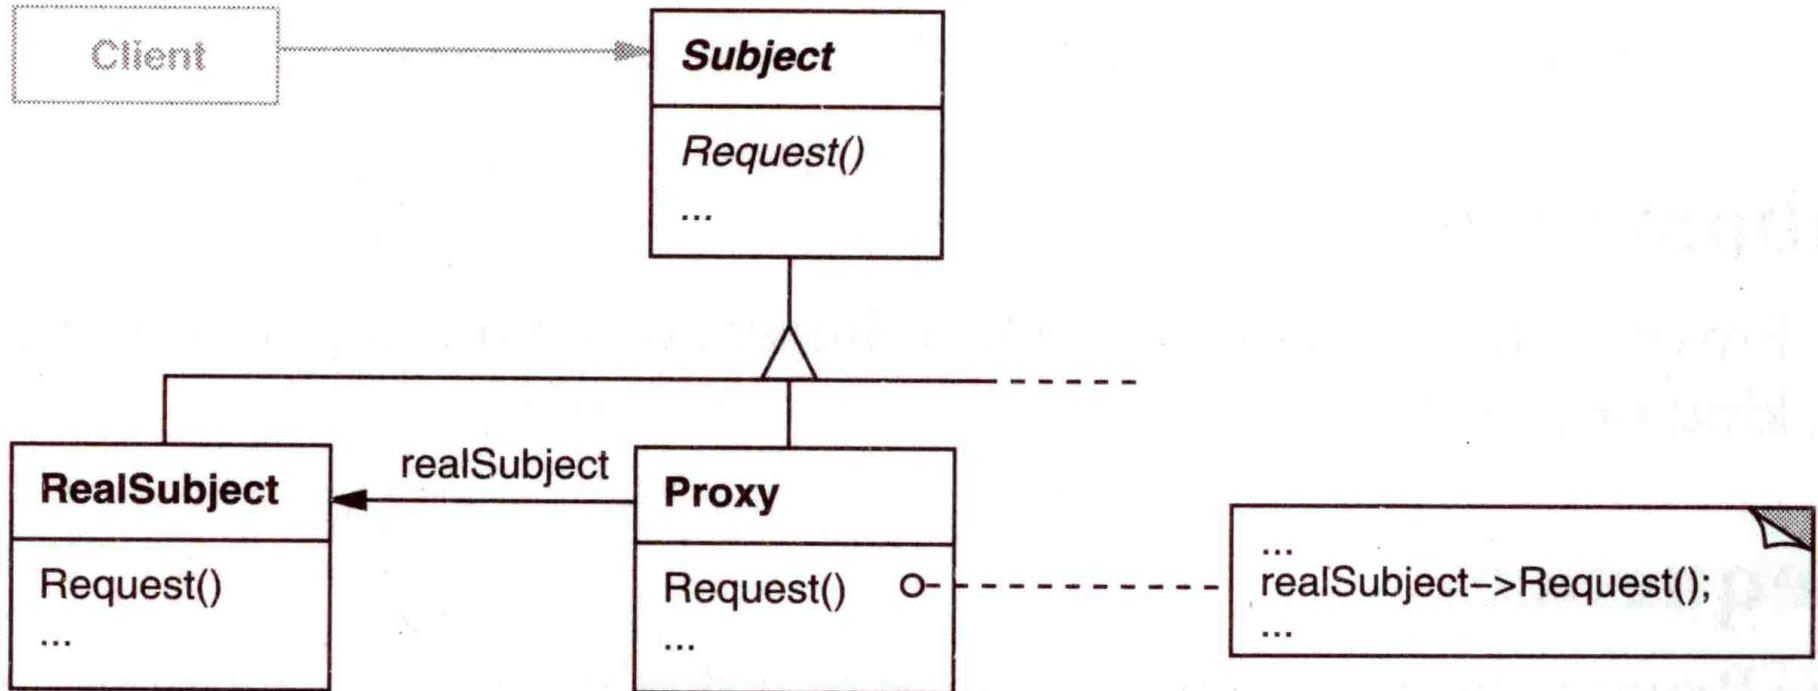 Client
Subject
Request()
...
realSubject
RealSubject
Request()
...
Proxy
Request()
...
...
realSubject->Request();
...